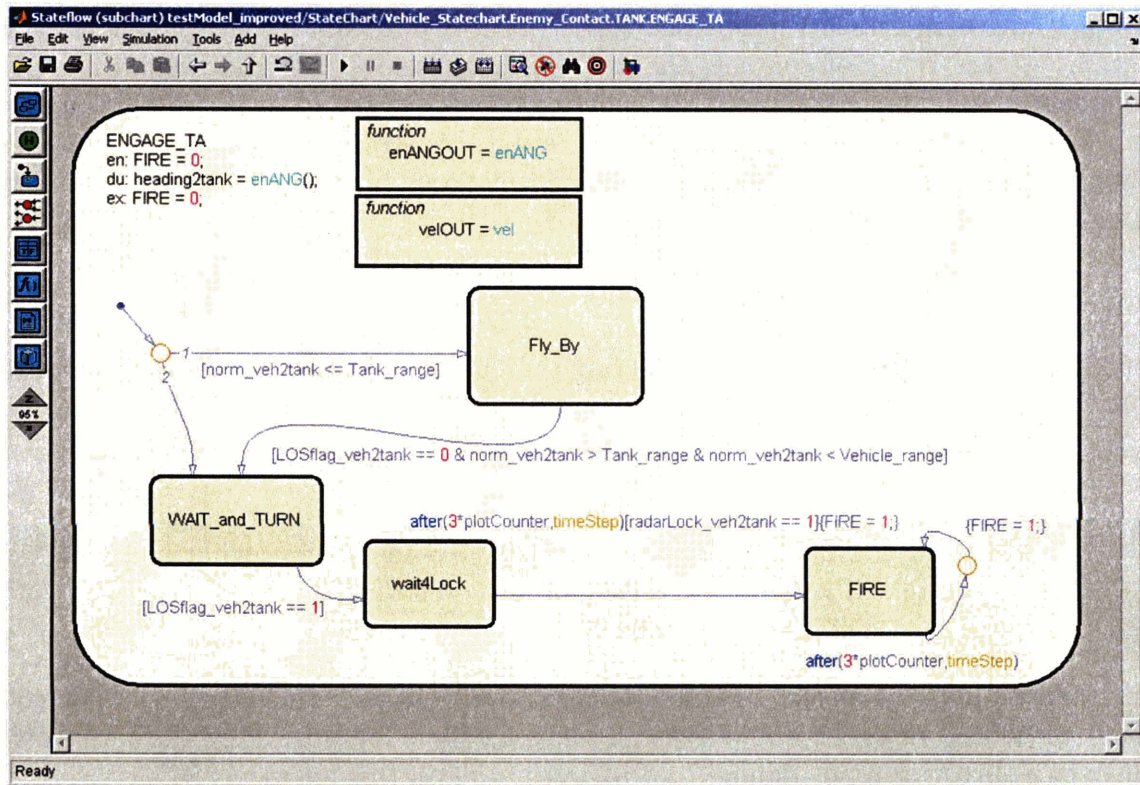 Stateflow (subchart) testModel_improved/StateChart/Vehicle_Statechart.Enemy_Contact.TANK.ENGAGE_TA
File Edit View Simulation Tools Add Help
ENGAGE_TA
en: FIRE = 0;
du: heading2tank = enANG();
ex: FIRE = 0;
function
enANGOUT = enANG
function
velOUT = vel
Fly_By
1
[norm_veh2tank <= Tank_range]
2
95%
[LOSflag_veh2tank == 0 & norm_veh2tank > Tank_range & norm_veh2tank < Vehicle_range]
WAIT_and_TURN
after(3*plotCounter,timeStep)[radarLock_veh2tank == 1]{FIRE = 1;}
{FIRE = 1;}
wait4Lock
FIRE
[LOSflag_veh2tank == 1]
after(3*plotCounter,timeStep)
Ready